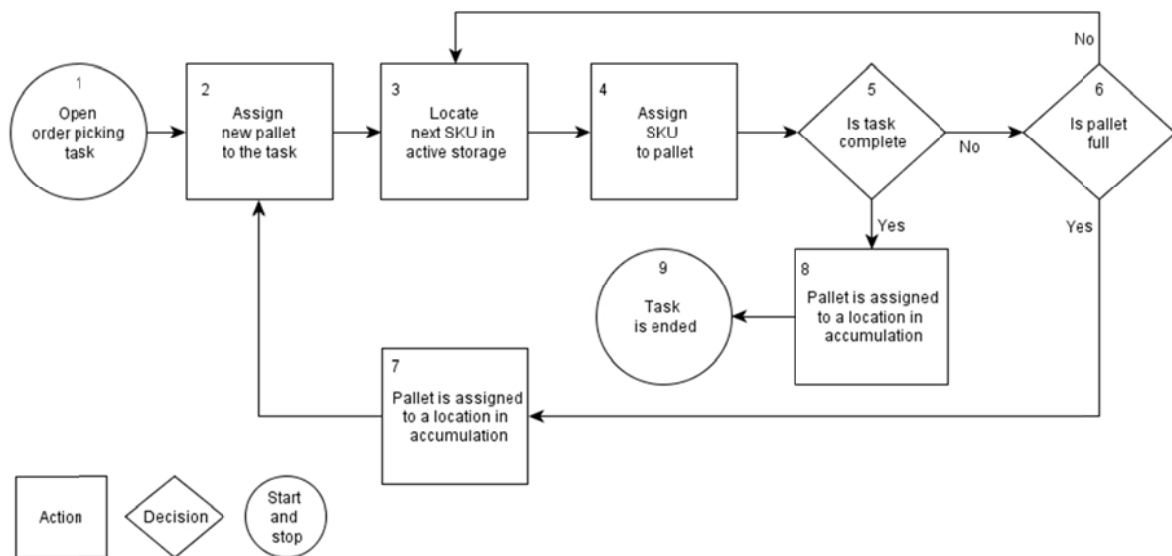 1
Open
order picking
task
2
Assign
new pallet
to the task
3
Locate
next SKU in
active storage
4
Assign
SKU
to pallet
5
Is task
complete
No
6
Is pallet
full
No
Yes
Yes
9
Task
is ended
8
Pallet is assigned
to a location in
accumulation
7
Pallet is assigned
to a location in
accumulation
Action
Decision
Start
and
stop